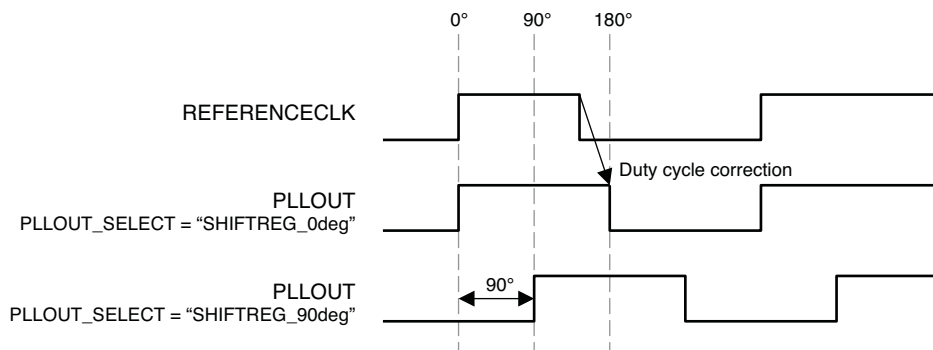 0° 90° 180°
REFERENCECLK
Duty cycle correction
PLLOUT
PLLOUT_SELECT = “SHIFTREG_0deg”
90°
PLLOUT
PLLOUT_SELECT = “SHIFTREG_90deg”